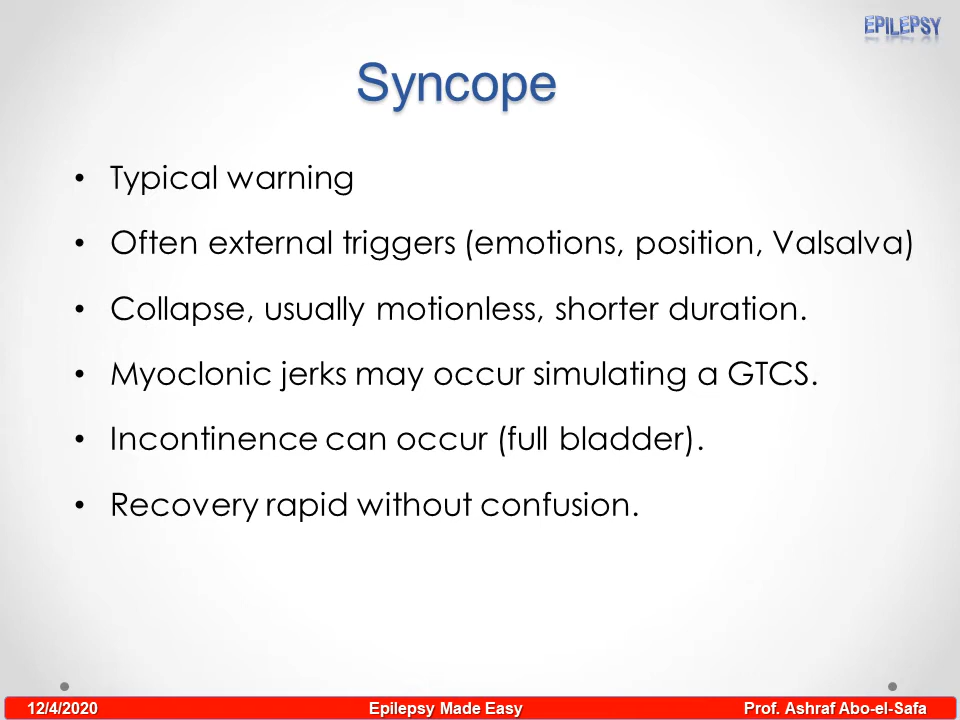 EPILEPSY
Syncope
• Typical warning
• Often external triggers (emotions, position, Valsalva)
• Collapse, usually motionless, shorter duration.
• Myoclonic jerks may occur simulating a GTCS.
• Incontinence can occur (full bladder).
• Recovery rapid without confusion.
12/4/2020 Epilepsy Made Easy Prof. Ashraf Abo-el-Safa